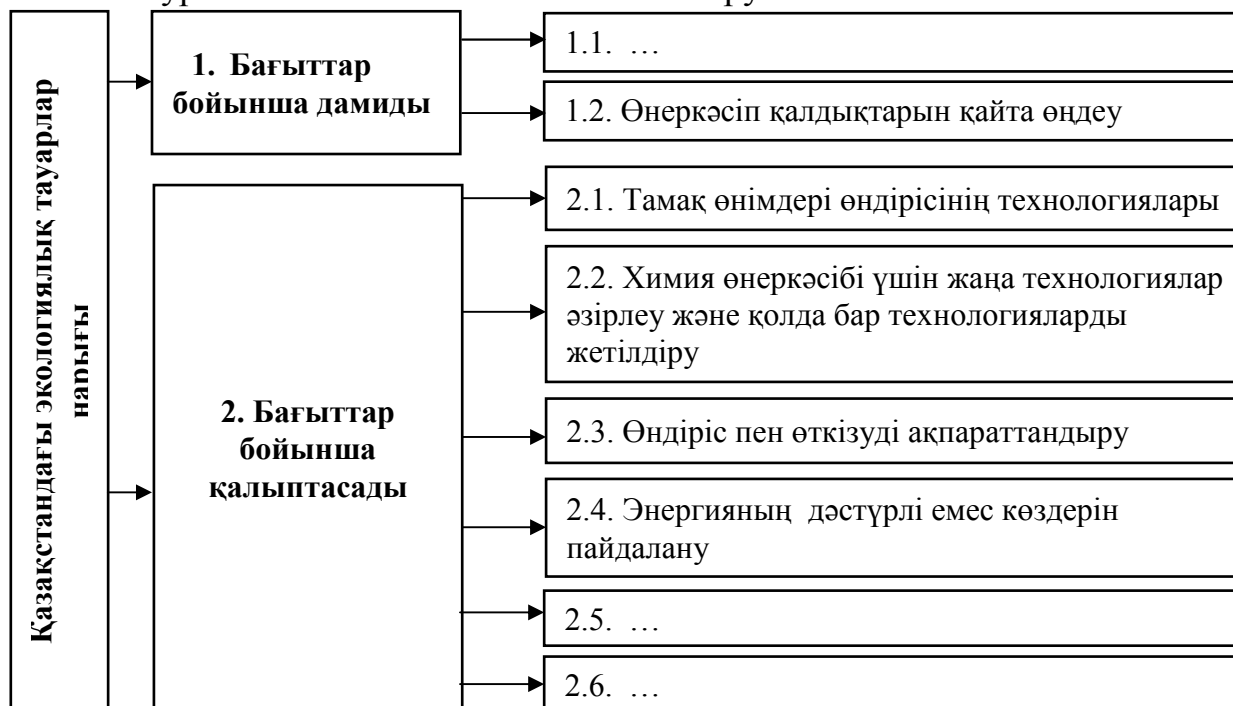 Қазақстандағы экологиялық тауарлар
нарығы
1. Бағыттар
бойынша дамиды
1.1. …
1.2. Өнеркәсіп қалдықтарын қайта өңдеу
2. Бағыттар
бойынша
қалыптасады
2.1. Тамақ өнімдері өндірісінің технологиялары
2.2. Химия өнеркәсібі үшін жаңа технологиялар
әзірлеу және қолда бар технологияларды
жетілдіру
2.3. Өндіріс пен өткізуді ақпараттандыру
2.4. Энергияның дәстүрлі емес көздерін
пайдалану
2.5. …
2.6. …